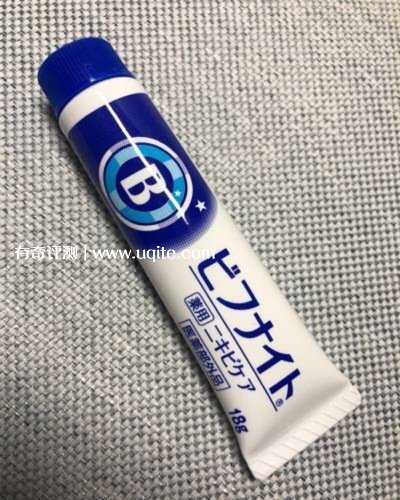 B
ビフナイト®
薬用 ニキビケア
医薬部外品
18g
有奇评测 | www.uqite.com